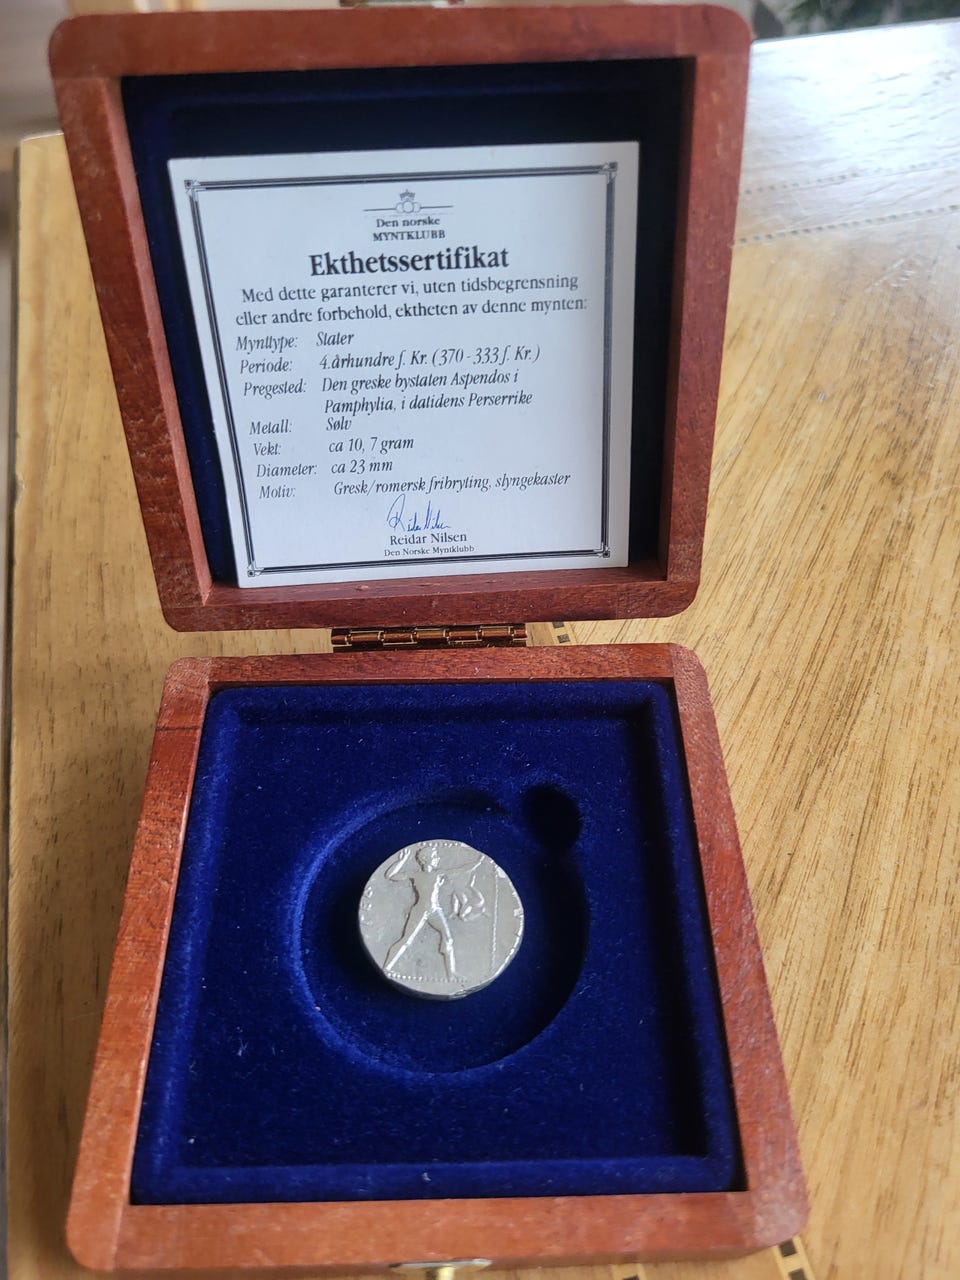 Den norske
MYNTKLUBB
Ekthetssertifikat
Med dette garanterer vi, uten tidsbegrensning
eller andre forbehold, ektheten av denne mynten:
Mynttype: Stater
Periode: 4.århundre f. Kr. (370-333 f. Kr.)
Pregested: Den greske bystaten Aspendos i
Pamphylia, i datidens Perserrike
Metall: Sølv
Vekt: ca 10, 7 gram
Diameter: ca 23 mm
Motiv: Gresk/romersk fribryting, slyngekaster
Reidar Nilsen
Reidar Nilsen
Den Norske Myntklubb